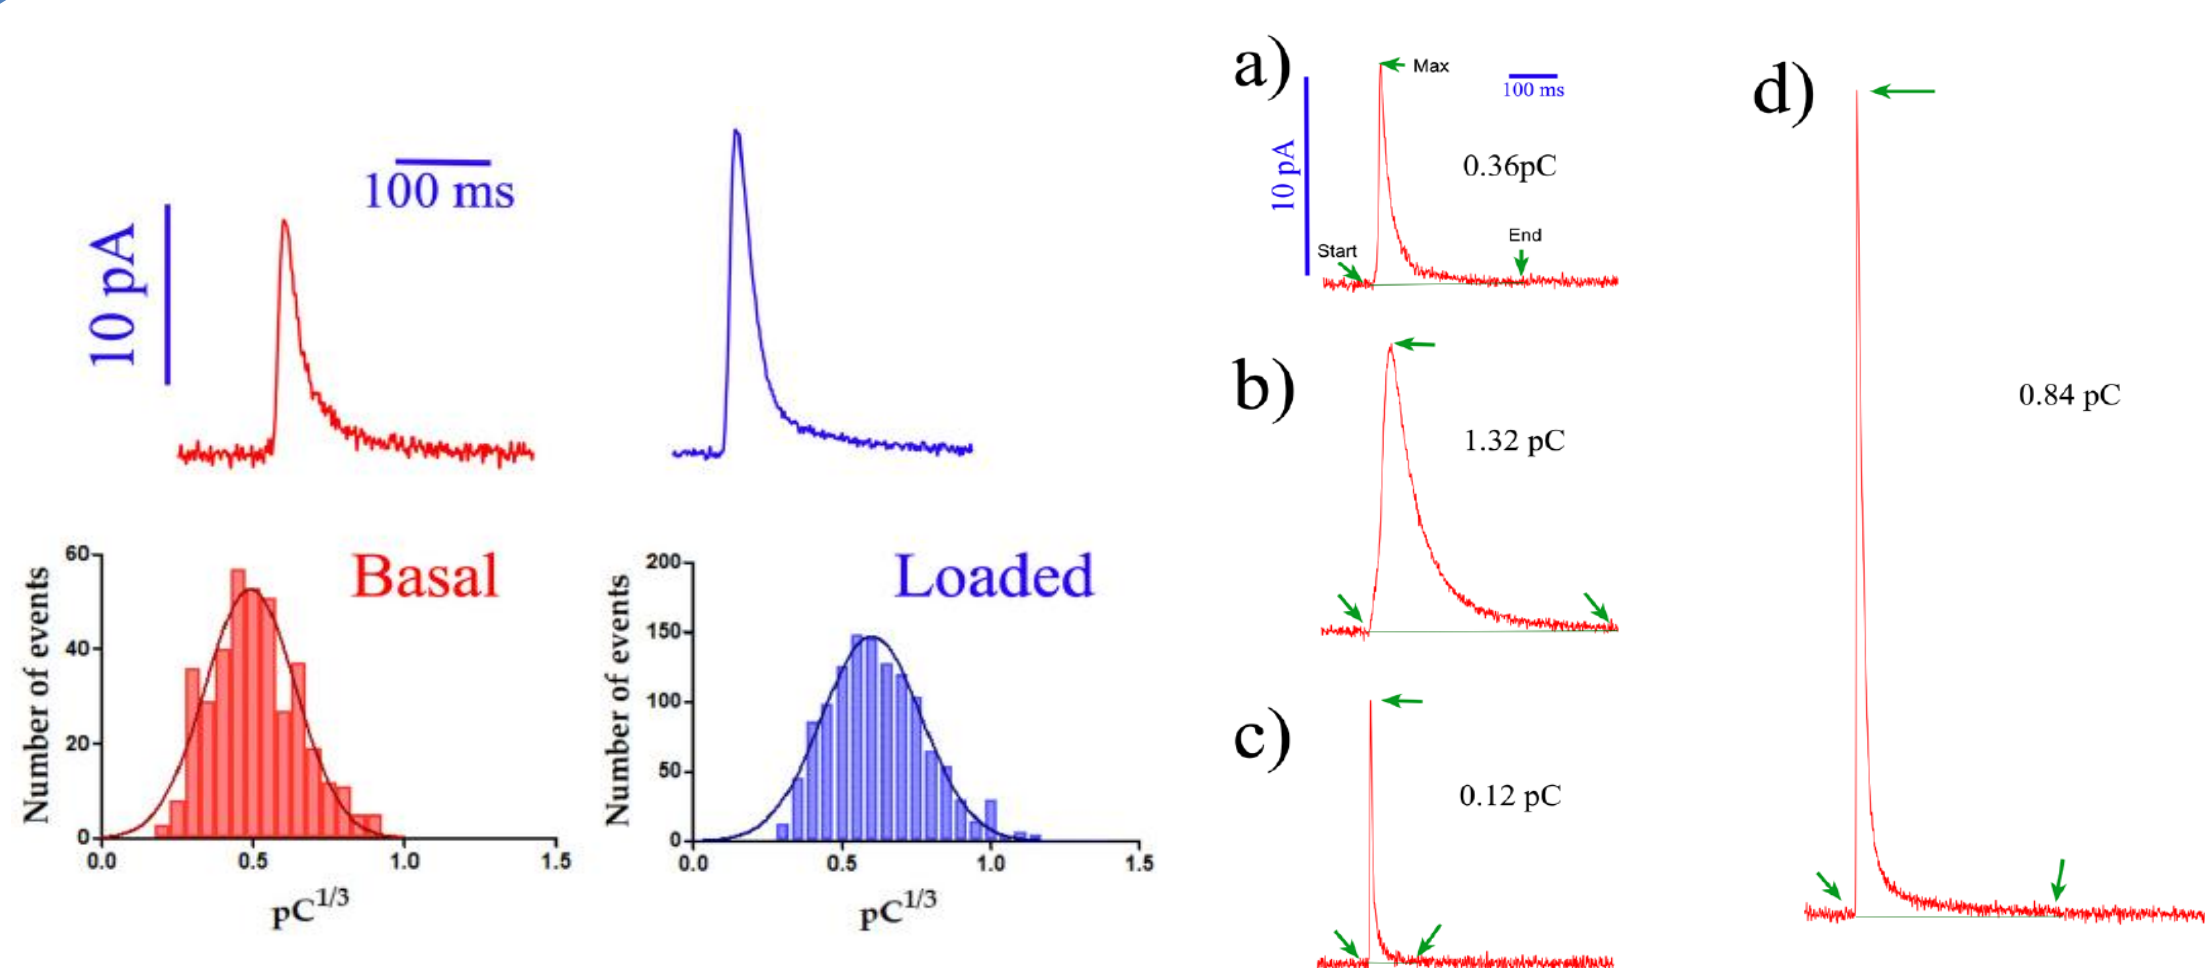 100 ms
10 pA
Basal
Number of events
60
40
20
0
0.0
0.5
1.0
1.5
pC1/3
Loaded
Number of events
200
150
100
50
0
0.0
0.5
1.0
1.5
pC1/3
a)
Max
100 ms
10 pA
0.36pC
Start
End
b)
1.32 pC
c)
0.12 pC
d)
0.84 pC